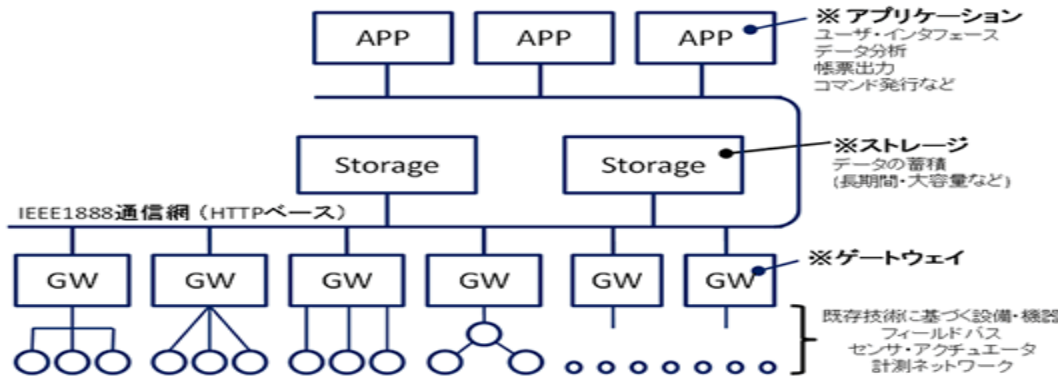 APP
APP
APP
※ アプリケーション
ユーザ・インタフェース
データ分析
帳票出力
コマンド発行など
Storage
Storage
※ストレージ
データの蓄積
(長期間・大容量など)
IEEE1888通信網（HTTPベース）
GW
GW
GW
GW
GW
GW
※ゲートウェイ
既存技術に基づく設備・機器
フィールドバス
センサ・アクチュエータ
計測ネットワーク